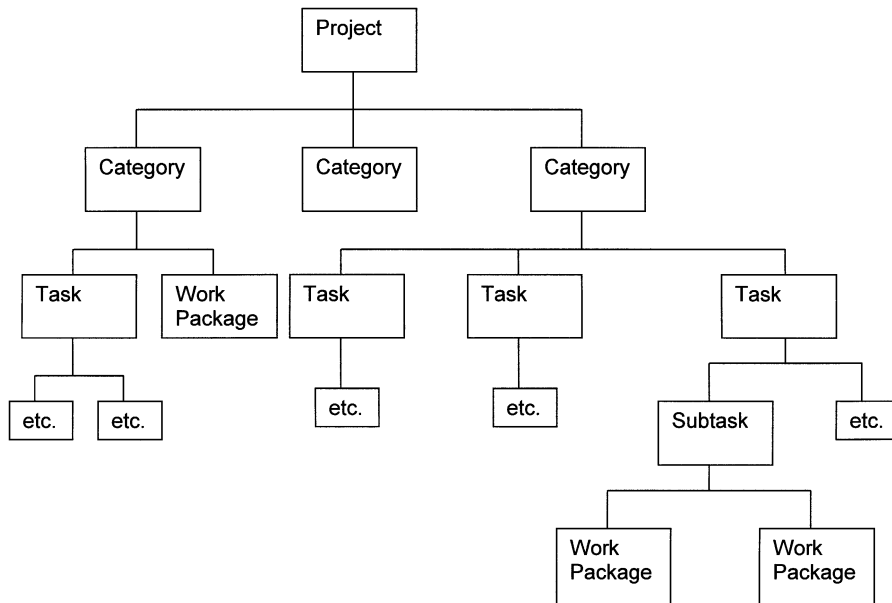 Project
Category
Category
Category
Task
Work
Package
Task
Task
Task
etc.
etc.
etc.
etc.
Subtask
etc.
Work
Package
Work
Package